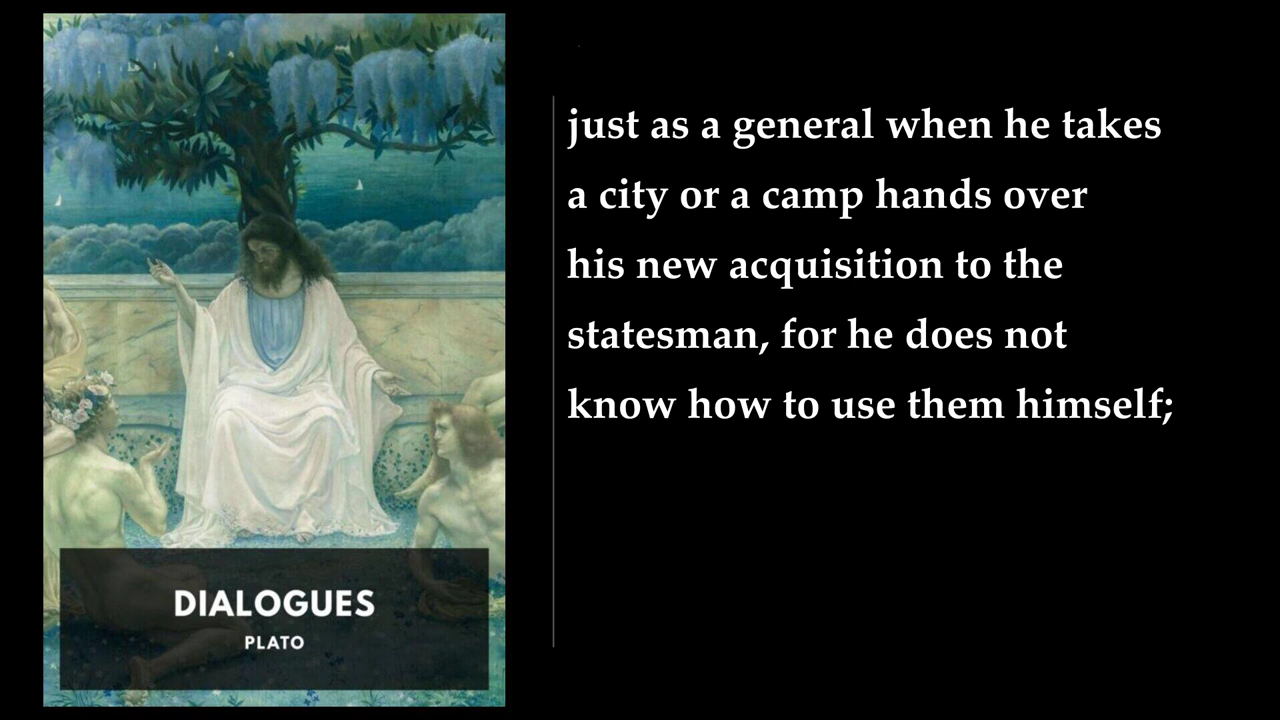 just as a general when he takes
a city or a camp hands over
his new acquisition to the
statesman, for he does not
know how to use them himself;
DIALOGUES
PLATO